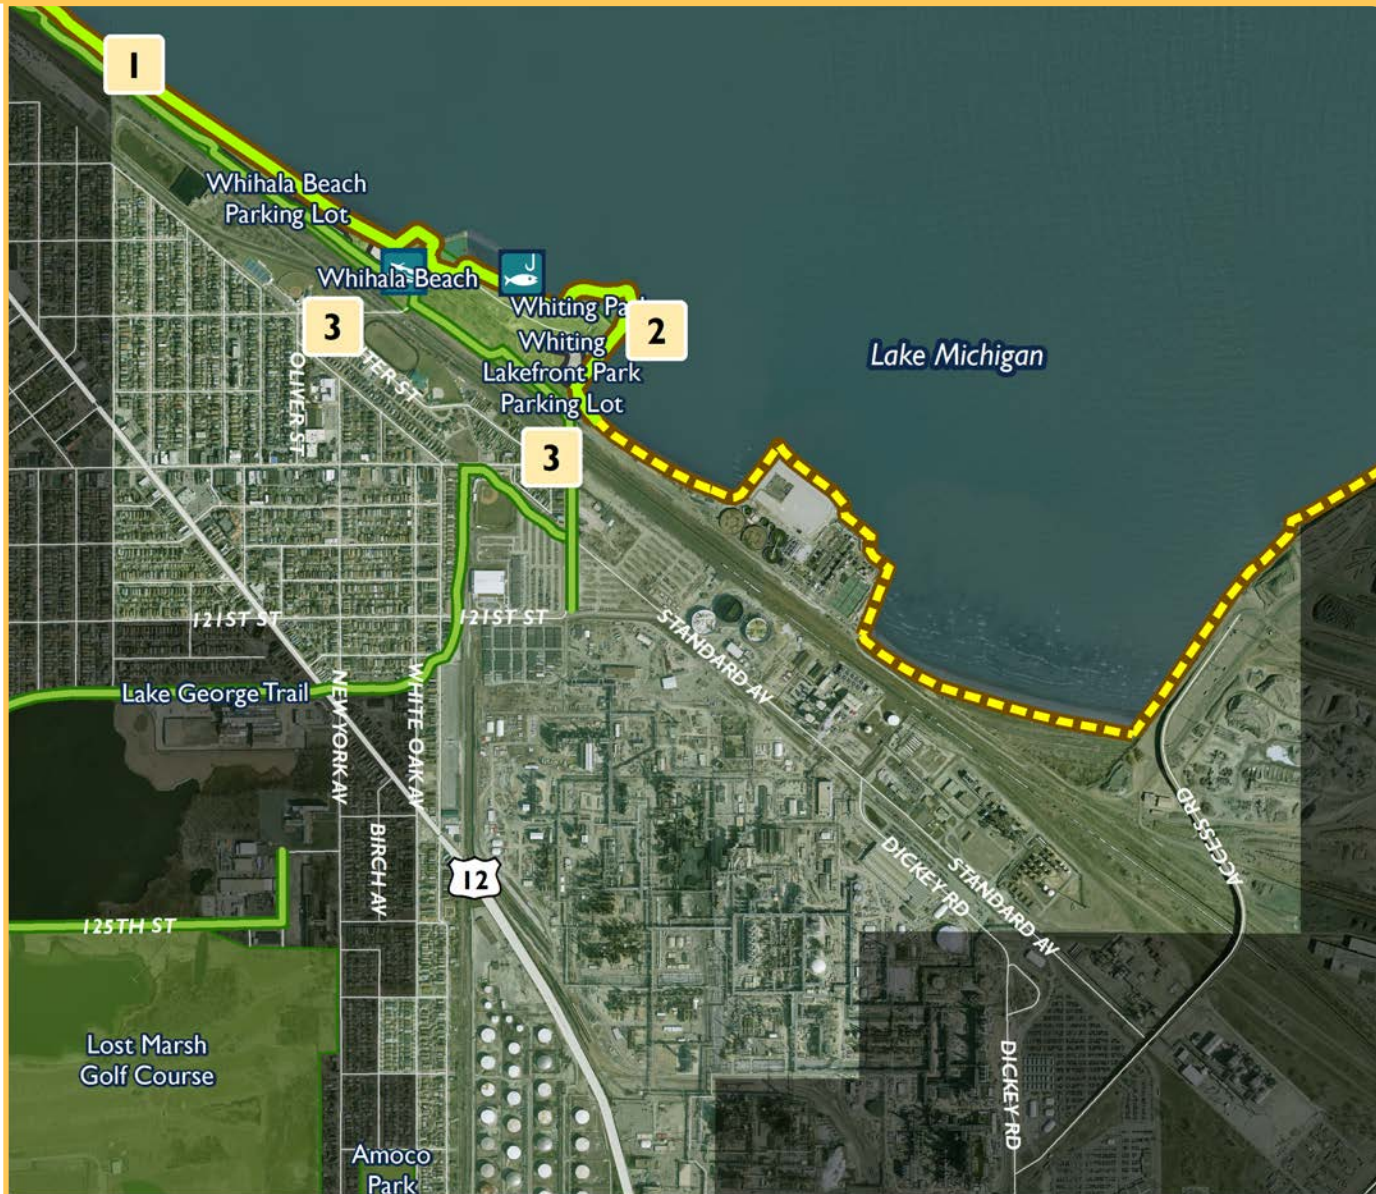 1
Whihala Beach
Parking Lot
Whihala Beach
Whiting Pa
2
3
Whiting
Lakefront Park
Parking Lot
Lake Michigan
OLIVER ST
TER ST
3
121ST ST
121ST ST
STANDARD AV
Lake George Trail
NEW YORK AV
WHITE OAK AV
BIRCH AV
12
ACCESS RD
DICKEY RD
STANDARD AV
125TH ST
Lost Marsh
Golf Course
DICKEY RD
Amoco
Park